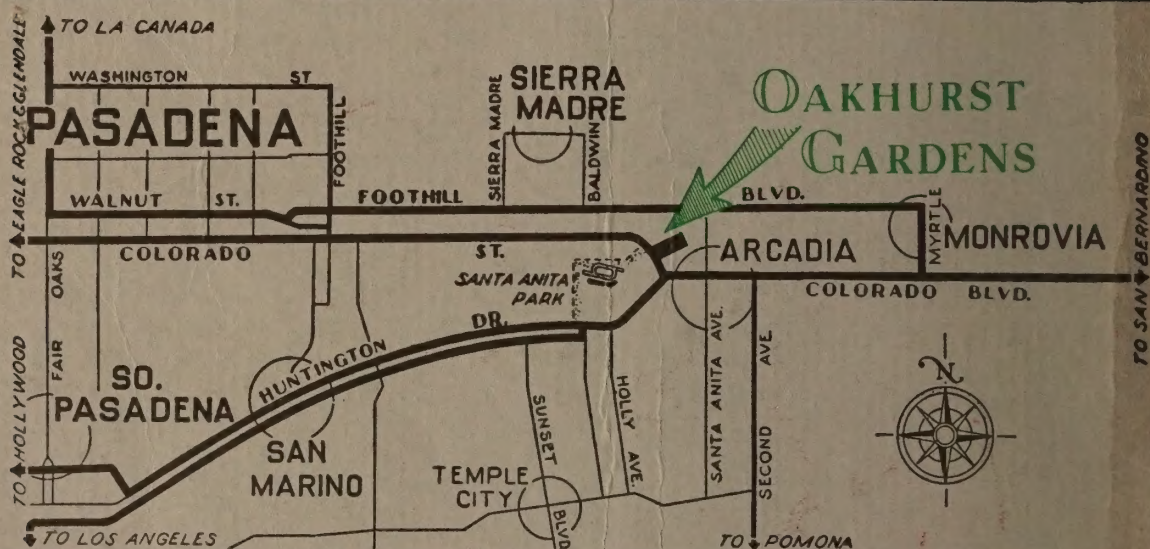 TO LA CANADA
TO EAGLE ROCK & GLENDALE
WASHINGTON ST
PASADENA
FOOTHILL
WALNUT ST.
COLORADO ST.
SIERRA
MADRE
SIERRA MADRE
BALDWIN
OAKHURST
GARDENS
FOOTHILL BLVD.
MYRTLE
MONROVIA
ARCADIA
COLORADO BLVD.
TO SAN BERNARDINO
SANTA ANITA
PARK
HUNTINGTON DR.
FAIR OAKS
TO HOLLYWOOD
SO.
PASADENA
SAN
MARINO
SUNSET BLVD
HOLLY AVE.
SANTA ANITA AVE.
SECOND AVE.
TEMPLE
CITY
N
TO LOS ANGELES
TO POMONA